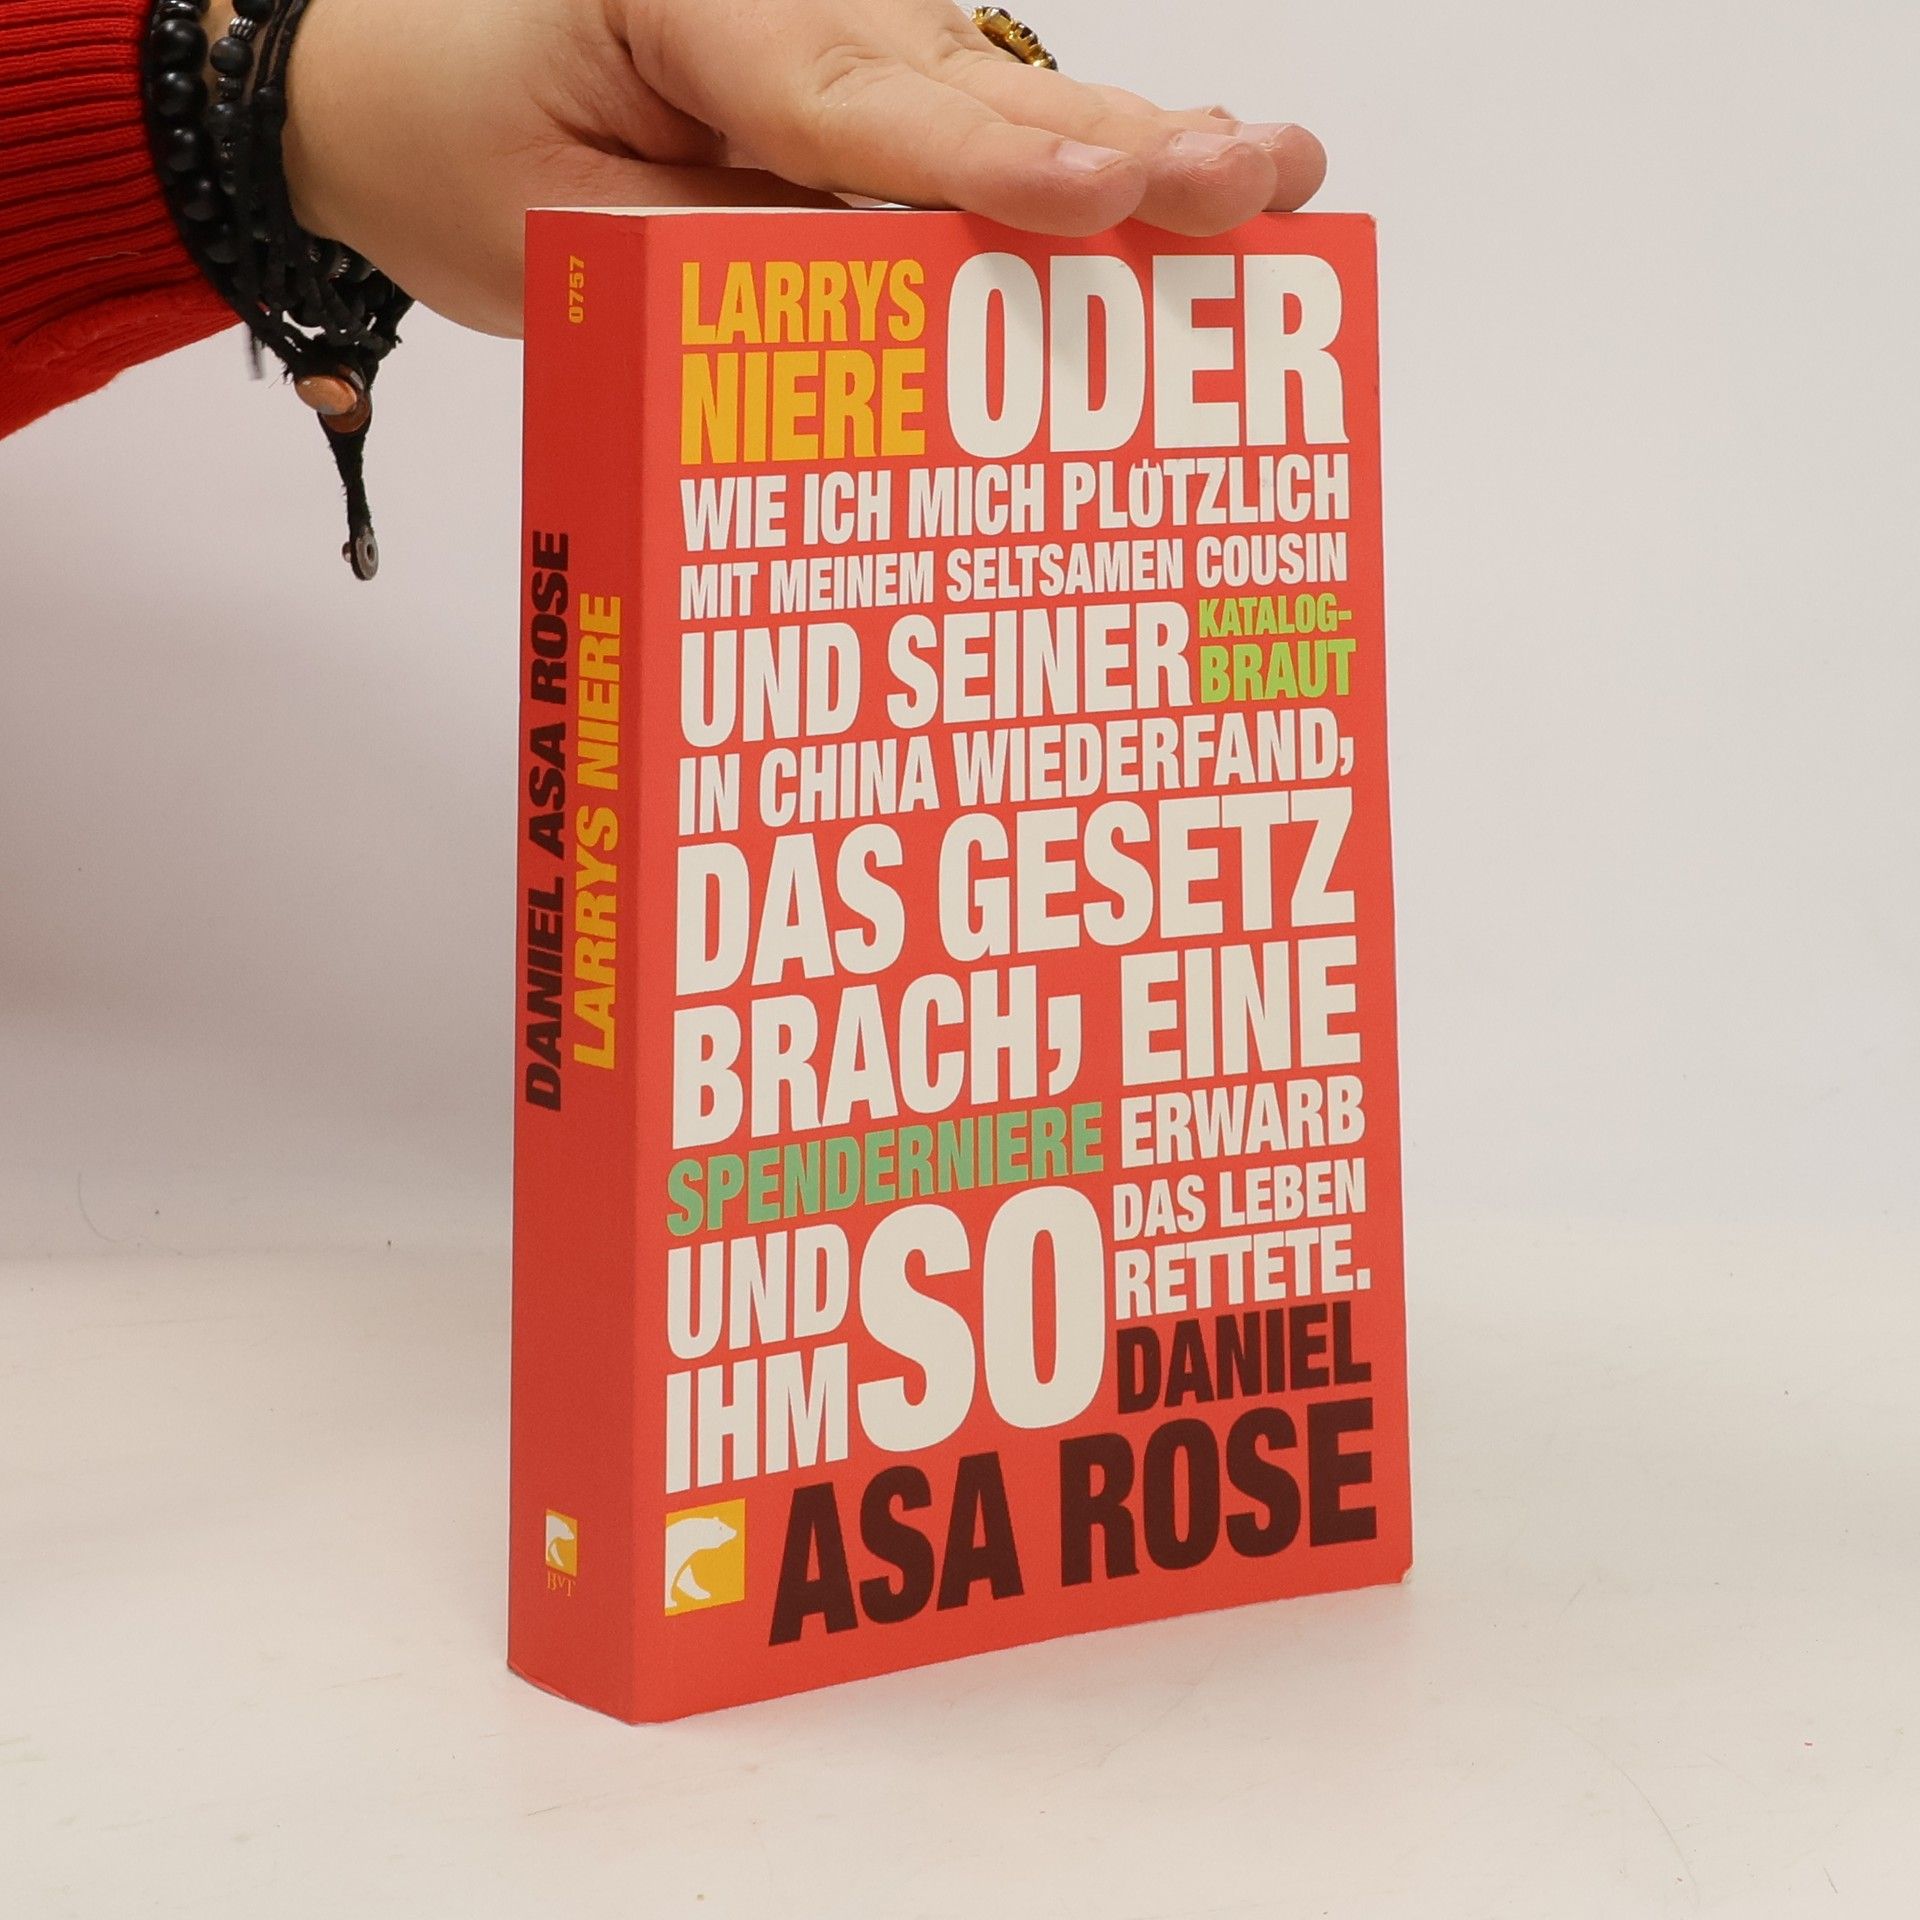 0757
DANIEL ASA ROSE
LARRYS NIERE
BvT
LARRYS
NIERE ODER
WIE ICH MICH PLÖTZLICH
MIT MEINEM SELTSAMEN COUSIN
UND SEINER KATALOG-
BRAUT
IN CHINA WIEDERFAND,
DAS GESETZ
BRACH, EINE
SPENDERNIERE ERWARB
UND
IHM SO DAS LEBEN
RETTETE.
DANIEL
ASA ROSE